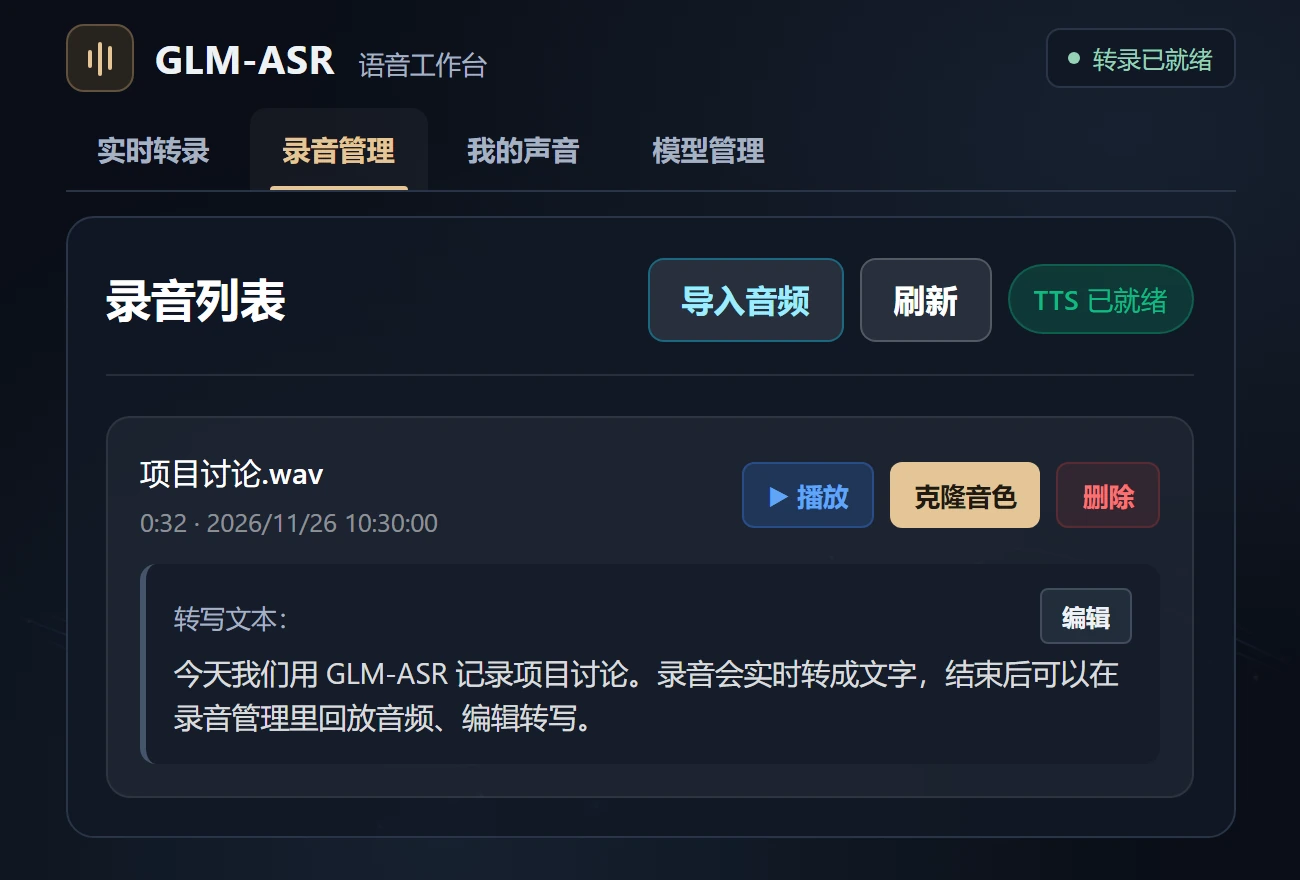 GLM-ASR 语音工作台
转录已就绪
实时转录 录音管理 我的声音 模型管理
录音列表
导入音频 刷新 TTS 已就绪
项目讨论.wav
0:32 · 2026/11/26 10:30:00
▶ 播放 克隆音色 删除
转写文本：
编辑
今天我们用 GLM-ASR 记录项目讨论。录音会实时转成文字，结束后可以在
录音管理里回放音频、编辑转写。